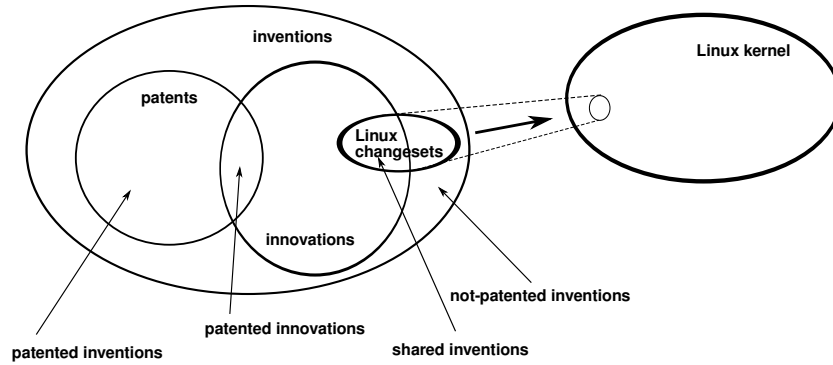 inventions
Linux kernel
patents
Linux
changesets
innovations
not-patented inventions
patented innovations
shared inventions
patented inventions